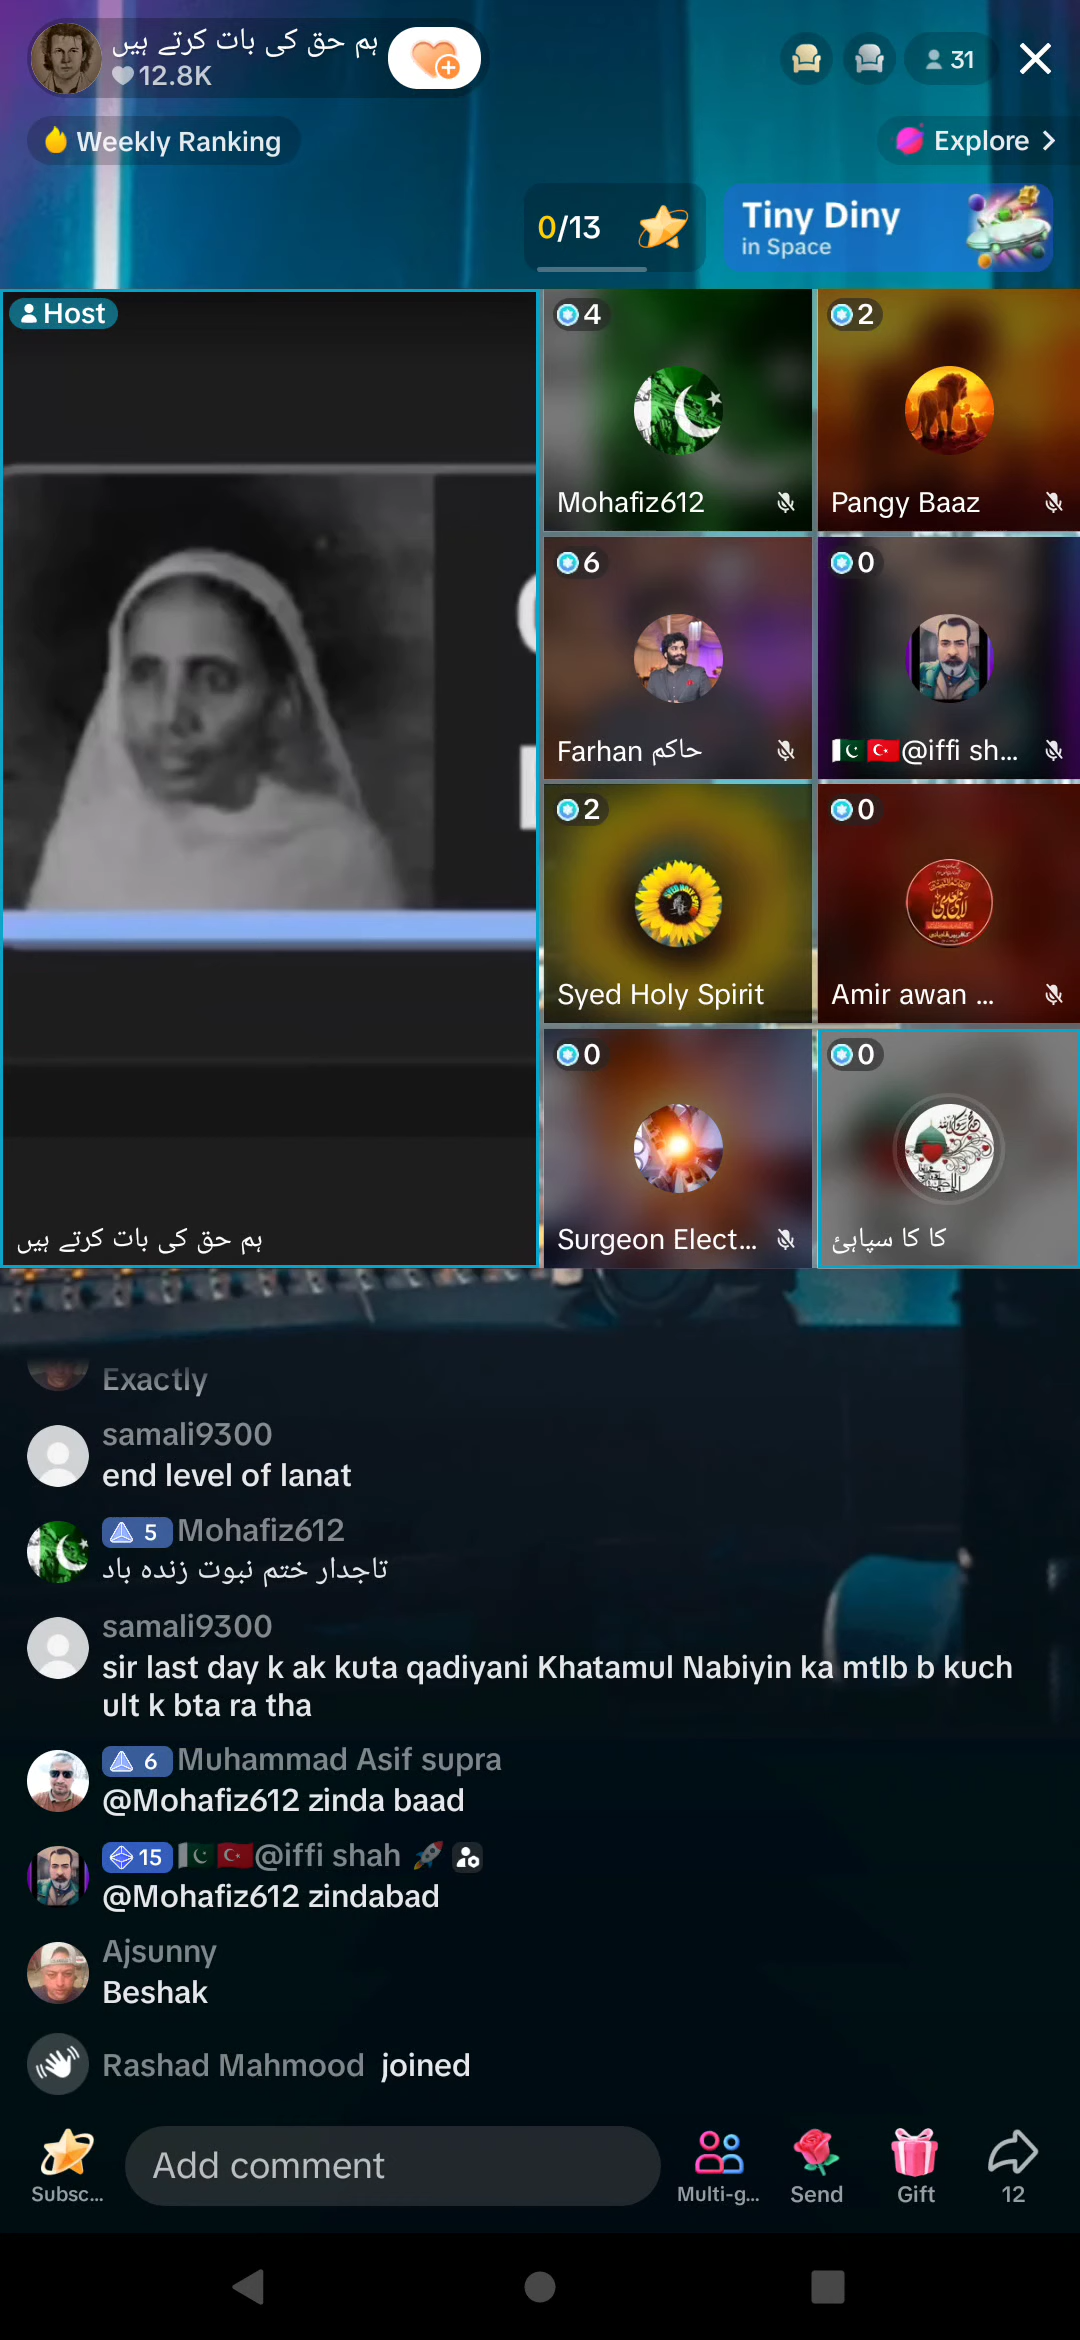 ہم حق کی بات کرتے ہیں
12.8K
31
Weekly Ranking
Explore
0/13
Tiny Diny
in Space
Host
4
2
Mohafiz612
Pangy Baaz
6
0
Farhan حاکم
@iffi sh...
2
0
Syed Holy Spirit
Amir awan ...
0
0
Surgeon Elect...
کا کا سپاہئ
ہم حق کی بات کرتے ہیں
Exactly
samali9300
end level of lanat
5 Mohafiz612
تاجدار ختم نبوت زندہ باد
samali9300
sir last day k ak kuta qadiyani Khatamul Nabiyin ka mtlb b kuch
ult k bta ra tha
6 Muhammad Asif supra
@Mohafiz612 zinda baad
15 @iffi shah
@Mohafiz612 zindabad
Ajsunny
Beshak
Rashad Mahmood joined
Add comment
Subsc...
Multi-g...
Send
Gift
12